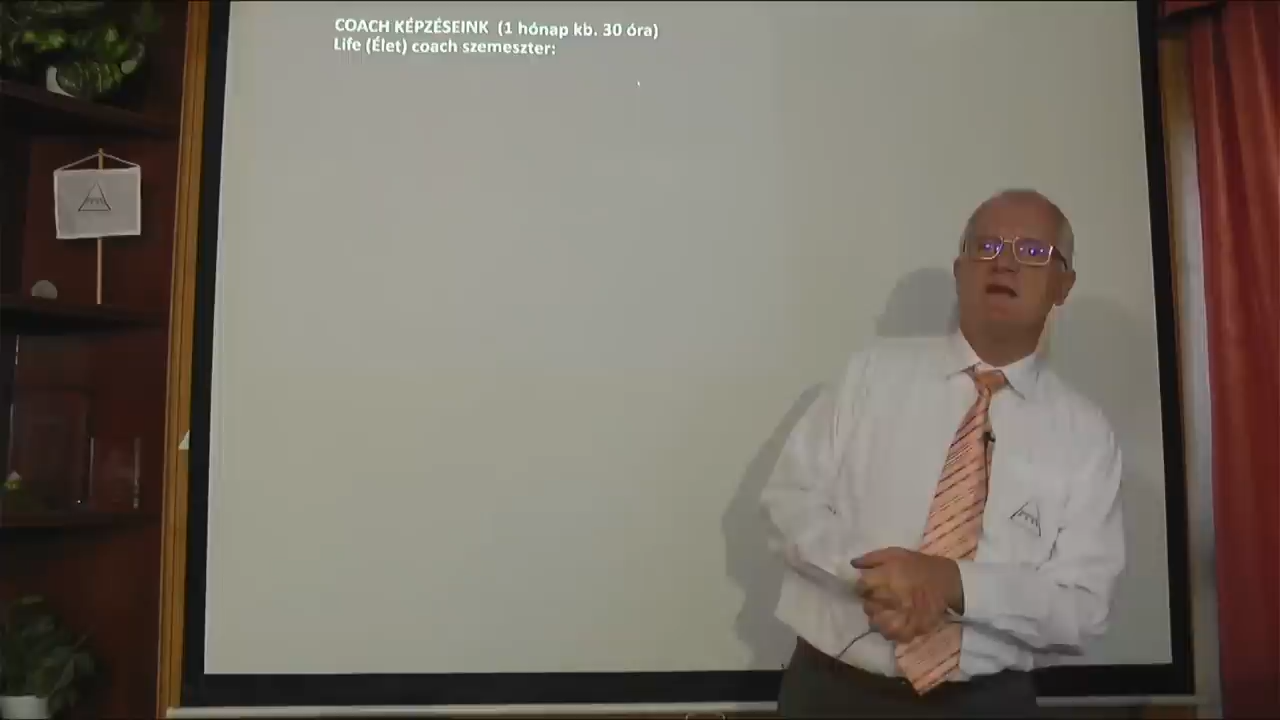 COACH KÉPZÉSEINK (1 hónap kb. 30 óra)
Life (Élet) coach szemeszter: